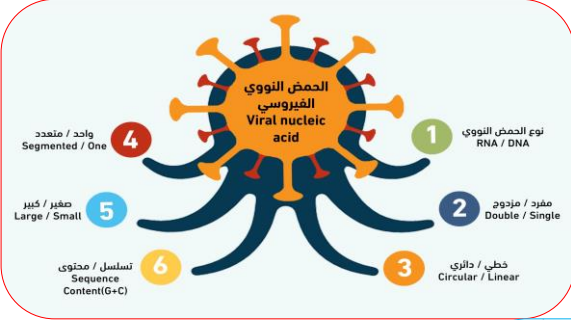 الحمض النووي
الفيروسي
Viral nucleic
acid
1
نوع الحمض النووي
RNA / DNA
2
مفرد / مزدوج
Double / Single
3
خطي / دائري
Circular / Linear
4
واحد / متعدد
Segmented / One
5
صغير / كبير
Large / Small
6
تسلسل / محتوى
Sequence
Content(G+C)